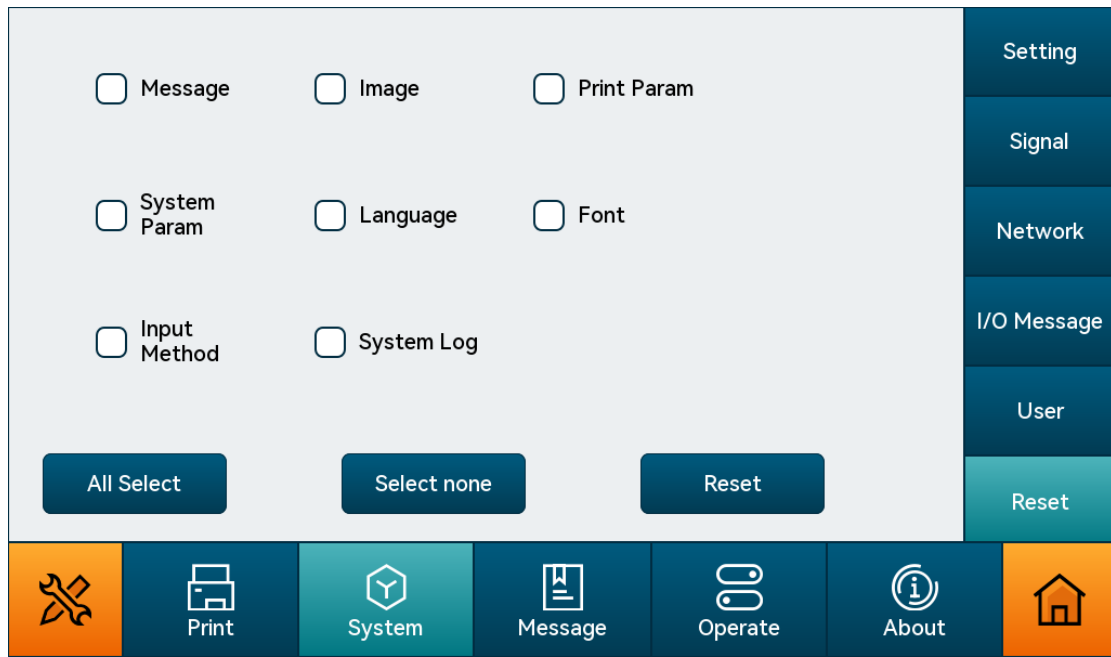 Setting
Message
Image
Print Param
Signal
System
Param
Language
Font
Network
Input
Method
System Log
I/O Message
User
All Select
Select none
Reset
Reset
Print
System
Message
Operate
About